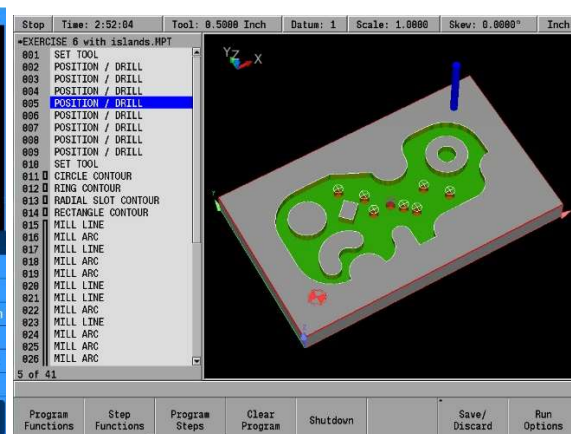 Stop Time: 2:52:04 Tool: 0.5000 Inch Datum: 1 Scale: 1.0000 Skew: 0.0000° Inch
*EXERCISE 6 with islands.MPT
001 SET TOOL
002 POSITION / DRILL
003 POSITION / DRILL
004 POSITION / DRILL
005 POSITION / DRILL
006 POSITION / DRILL
007 POSITION / DRILL
008 POSITION / DRILL
009 POSITION / DRILL
010 SET TOOL
011 CIRCLE CONTOUR
012 RING CONTOUR
013 RADIAL SLOT CONTOUR
014 RECTANGLE CONTOUR
015 MILL LINE
016 MILL ARC
017 MILL LINE
018 MILL ARC
019 MILL ARC
020 MILL LINE
021 MILL LINE
022 MILL ARC
023 MILL LINE
024 MILL ARC
025 MILL ARC
026 MILL ARC
5 of 41
Y Z X
Program Functions
Step Functions
Program Steps
Clear Program
Shutdown
Save/ Discard
Run Options